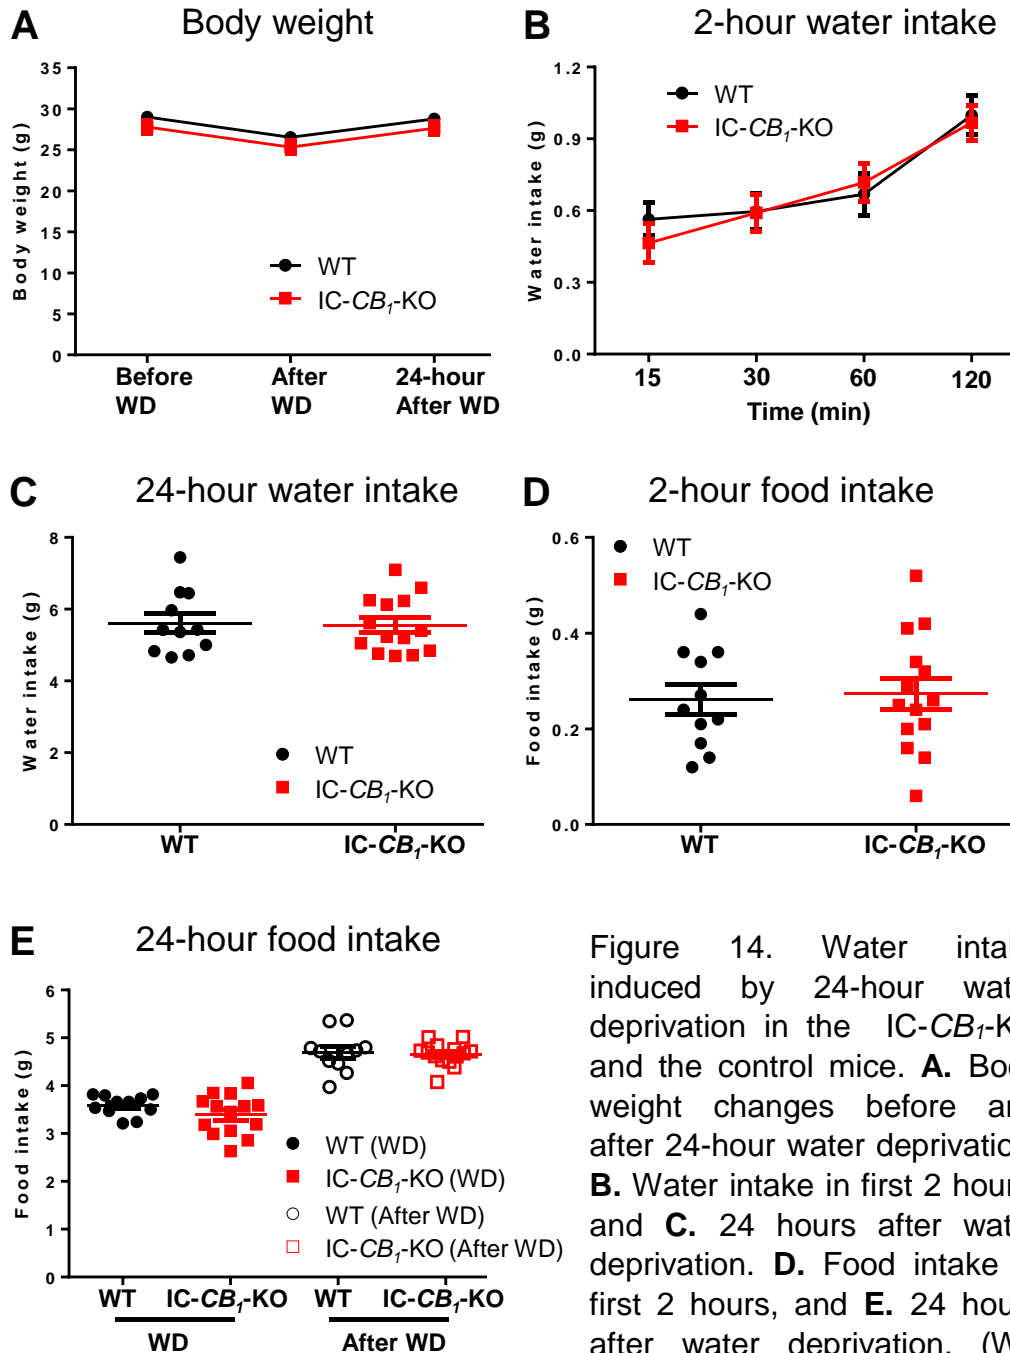 A Body weight
35
30
25
20
15
10
5
0
Body weight (g)
WT
IC-CB₁-KO
Before WD
After WD
24-hour After WD
B 2-hour water intake
1.2
0.9
0.6
0.3
0.0
Water intake (g)
WT
IC-CB₁-KO
15 30 60 120
Time (min)
C 24-hour water intake
8
6
4
2
0
Water intake (g)
WT
IC-CB₁-KO
WT IC-CB₁-KO
D 2-hour food intake
0.6
0.4
0.2
0.0
Food intake (g)
WT
IC-CB₁-KO
WT IC-CB₁-KO
E 24-hour food intake
6
5
4
3
2
1
0
Food intake (g)
WT (WD)
IC-CB₁-KO (WD)
WT (After WD)
IC-CB₁-KO (After WD)
WT IC-CB₁-KO WT IC-CB₁-KO
WD After WD
Figure 14. Water
induced by 24-hour
deprivation in the IC-CB₁-
and the control mice. A.
weight changes before
after 24-hour water
B. Water intake in first 2
and C. 24 hours after
deprivation. D. Food intake
first 2 hours, and E. 24
after water deprivation.